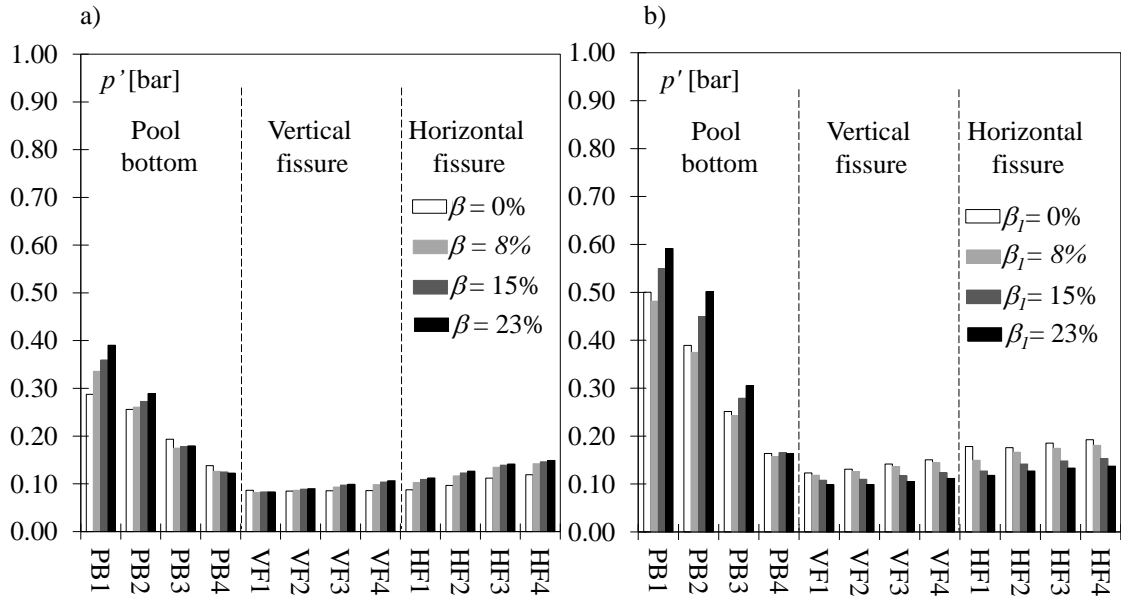 a)
1.00
0.90
0.80
0.70
0.60
0.50
0.40
0.30
0.20
0.10
0.00
p’ [bar]
Pool
bottom
Vertical
fissure
Horizontal
fissure
β = 0%
β = 8%
β = 15%
β = 23%
PB1
PB2
PB3
PB4
VF1
VF2
VF3
VF4
HF1
HF2
HF3
HF4
b)
1.00
0.90
0.80
0.70
0.60
0.50
0.40
0.30
0.20
0.10
0.00
p' [bar]
Pool
bottom
Vertical
fissure
Horizontal
fissure
β1= 0%
β1= 8%
β1= 15%
β1= 23%
PB1
PB2
PB3
PB4
VF1
VF2
VF3
VF4
HF1
HF2
HF3
HF4